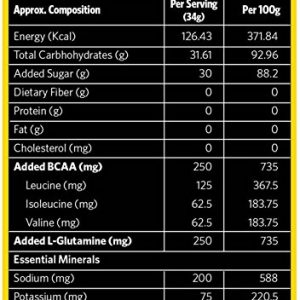 Approx. Composition Per Serving (34g) Per 100g
Energy (Kcal) 126.43 371.84
Total Carbhohydrates (g) 31.61 92.96
Added Sugar (g) 30 88.2
Dietary Fiber (g) 0 0
Protein (g) 0 0
Fat (g) 0 0
Cholesterol (mg) 0 0
Added BCAA (mg) 250 735
Leucine (mg) 125 367.5
Isoleucine (mg) 62.5 183.75
Valine (mg) 62.5 183.75
Added L-Glutamine (mg) 250 735
Essential Minerals
Sodium (mg) 200 588
Potassium (mg) 75 220.5